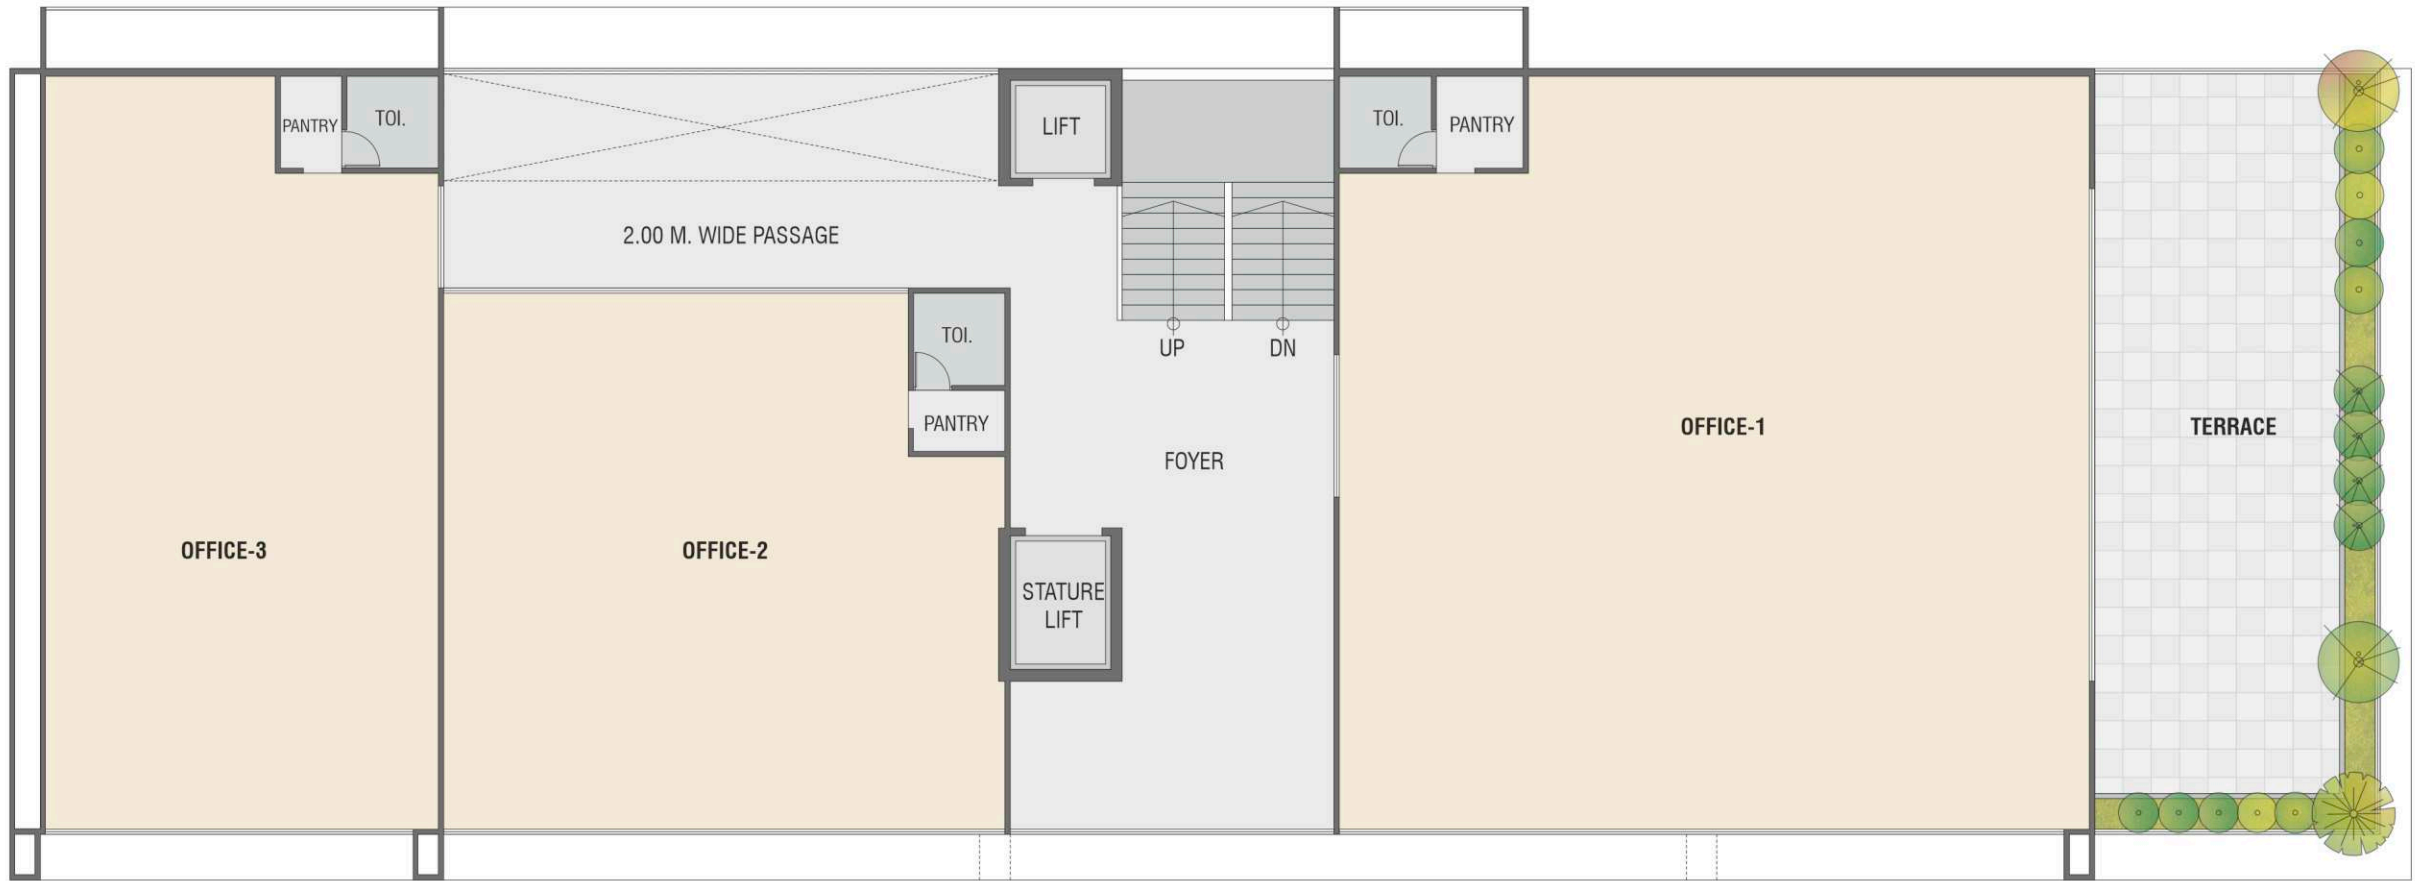 PANTRY
TOI.
LIFT
TOI.
PANTRY
2.00 M. WIDE PASSAGE
TOI.
UP
DN
PANTRY
FOYER
OFFICE-1
TERRACE
OFFICE-3
OFFICE-2
STATURE
LIFT